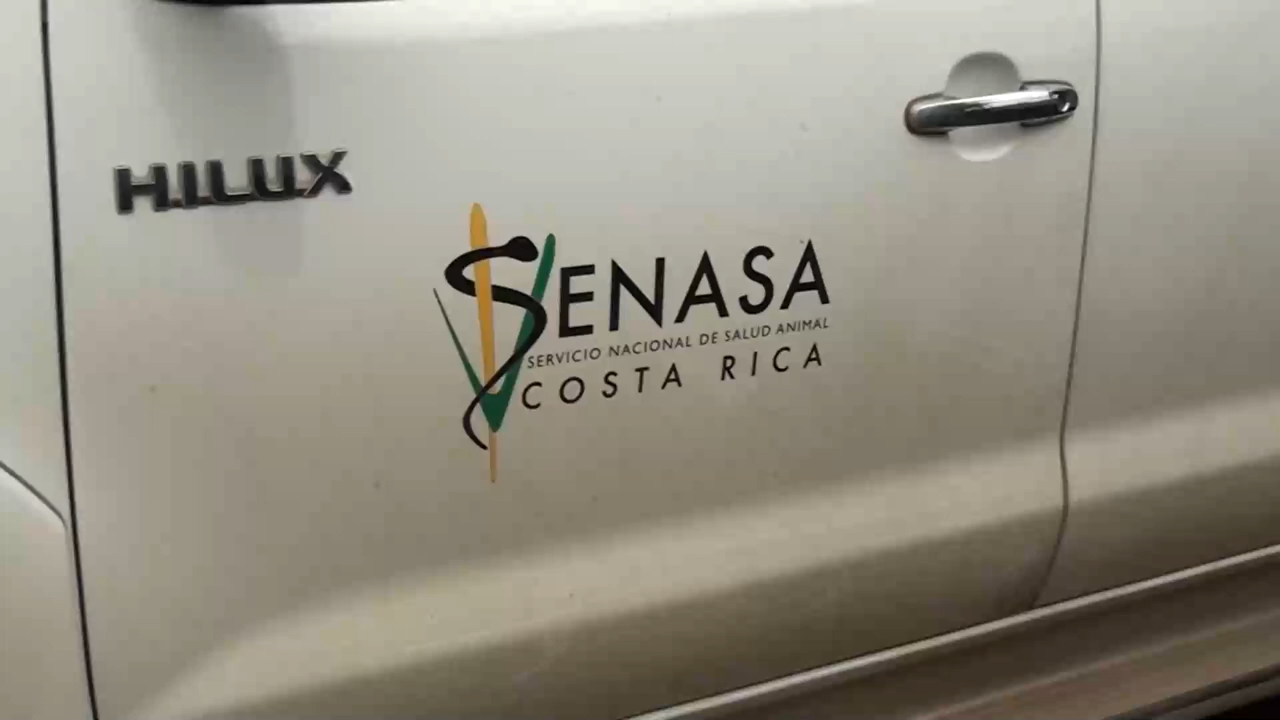 HILUX
SENASA
SERVICIO NACIONAL DE SALUD ANIMAL
COSTA RICA